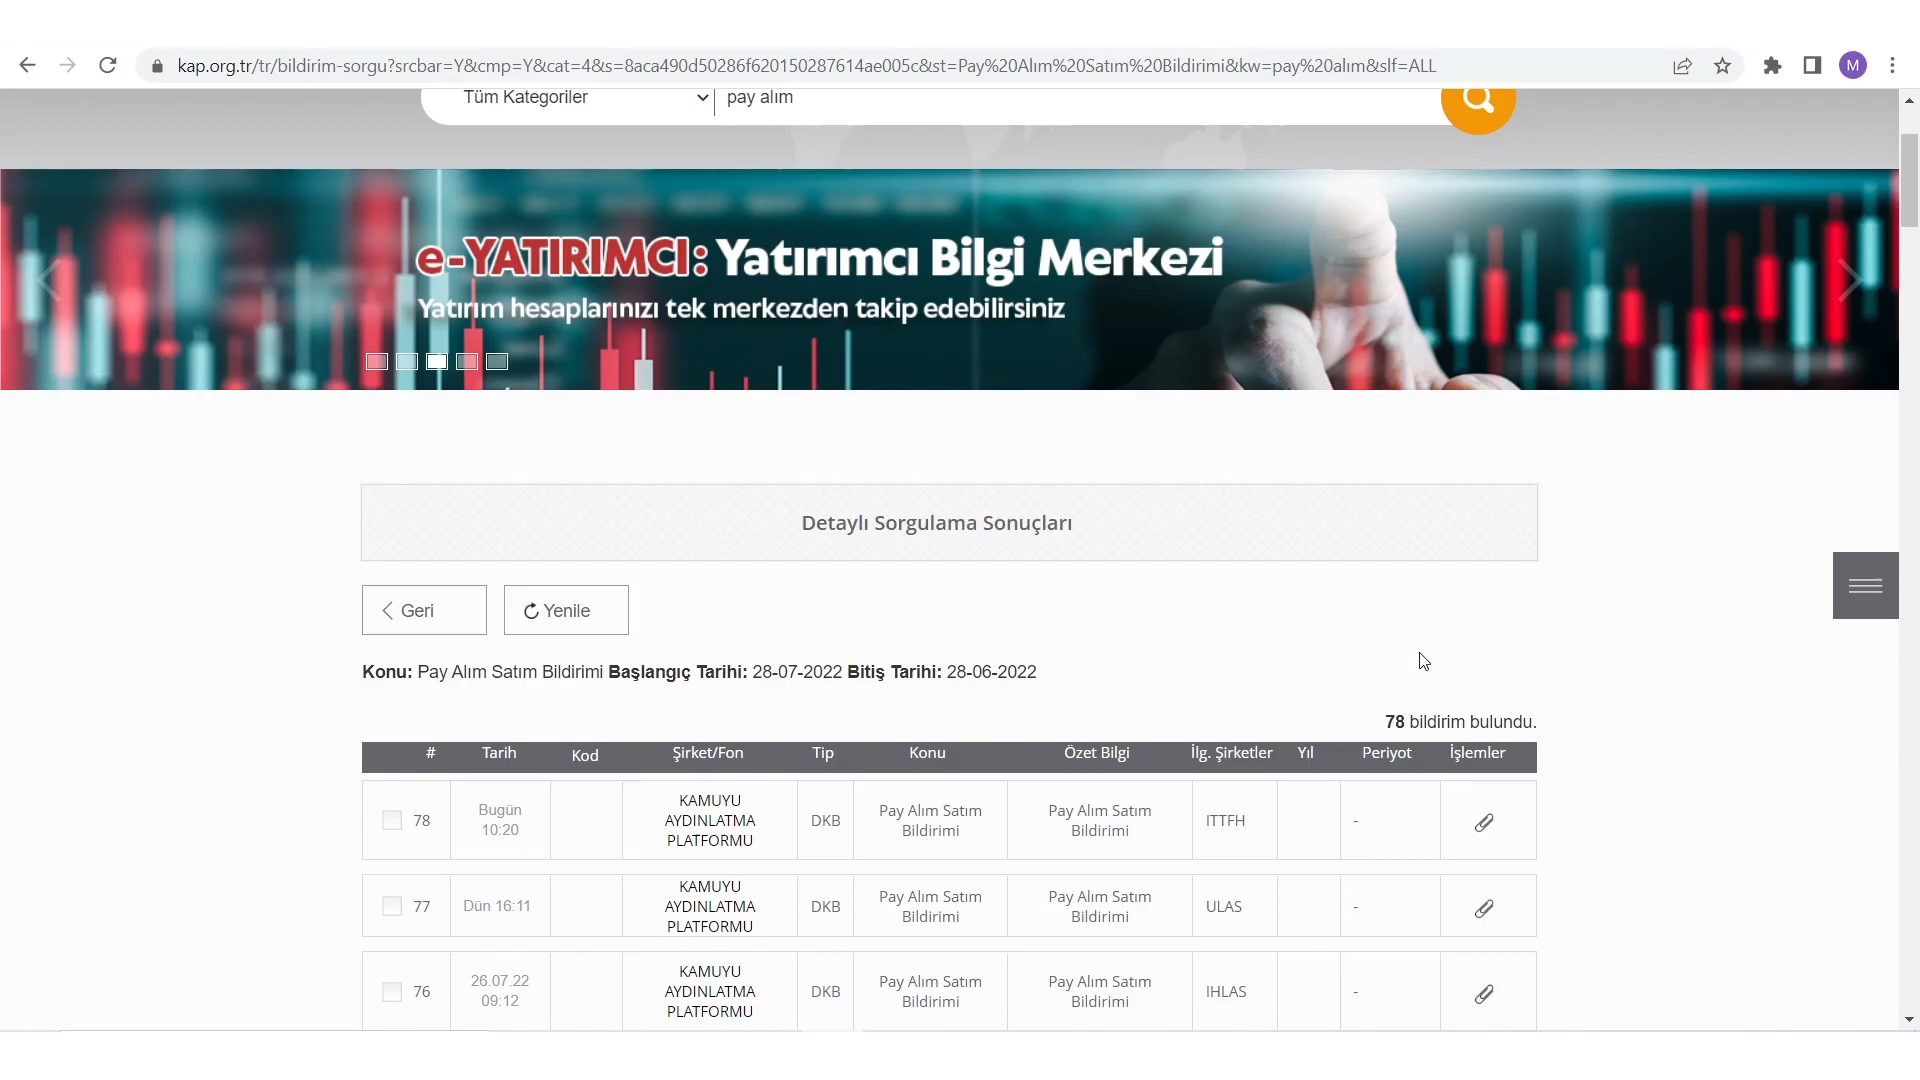 kap.org.tr/tr/bildirim-sorgu?srcbar=Y&cmp=Y&cat=4&s=8aca490d50286f620150287614ae005c&st=Pay%20Alım%20Satım%20Bildirimi&kw=pay%20alım&slf=ALL
M
Tüm Kategoriler
pay alım
e-YATIRIMCI: Yatırımcı Bilgi Merkezi
Yatırım hesaplarınızı tek merkezden takip edebilirsiniz
Detaylı Sorgulama Sonuçları
Geri
Yenile
Konu: Pay Alım Satım Bildirimi Başlangıç Tarihi: 28-07-2022 Bitiş Tarihi: 28-06-2022
78 bildirim bulundu.
# Tarih Kod Şirket/Fon Tip Konu Özet Bilgi İlg. Şirketler Yıl Periyot İşlemler
78
Bugün
10:20
KAMUYU
AYDINLATMA
PLATFORMU
DKB
Pay Alım Satım
Bildirimi
Pay Alım Satım
Bildirimi
ITTFH
-
77
Dün 16:11
KAMUYU
AYDINLATMA
PLATFORMU
DKB
Pay Alım Satım
Bildirimi
Pay Alım Satım
Bildirimi
ULAS
-
76
26.07.22
09:12
KAMUYU
AYDINLATMA
PLATFORMU
DKB
Pay Alım Satım
Bildirimi
Pay Alım Satım
Bildirimi
IHLAS
-